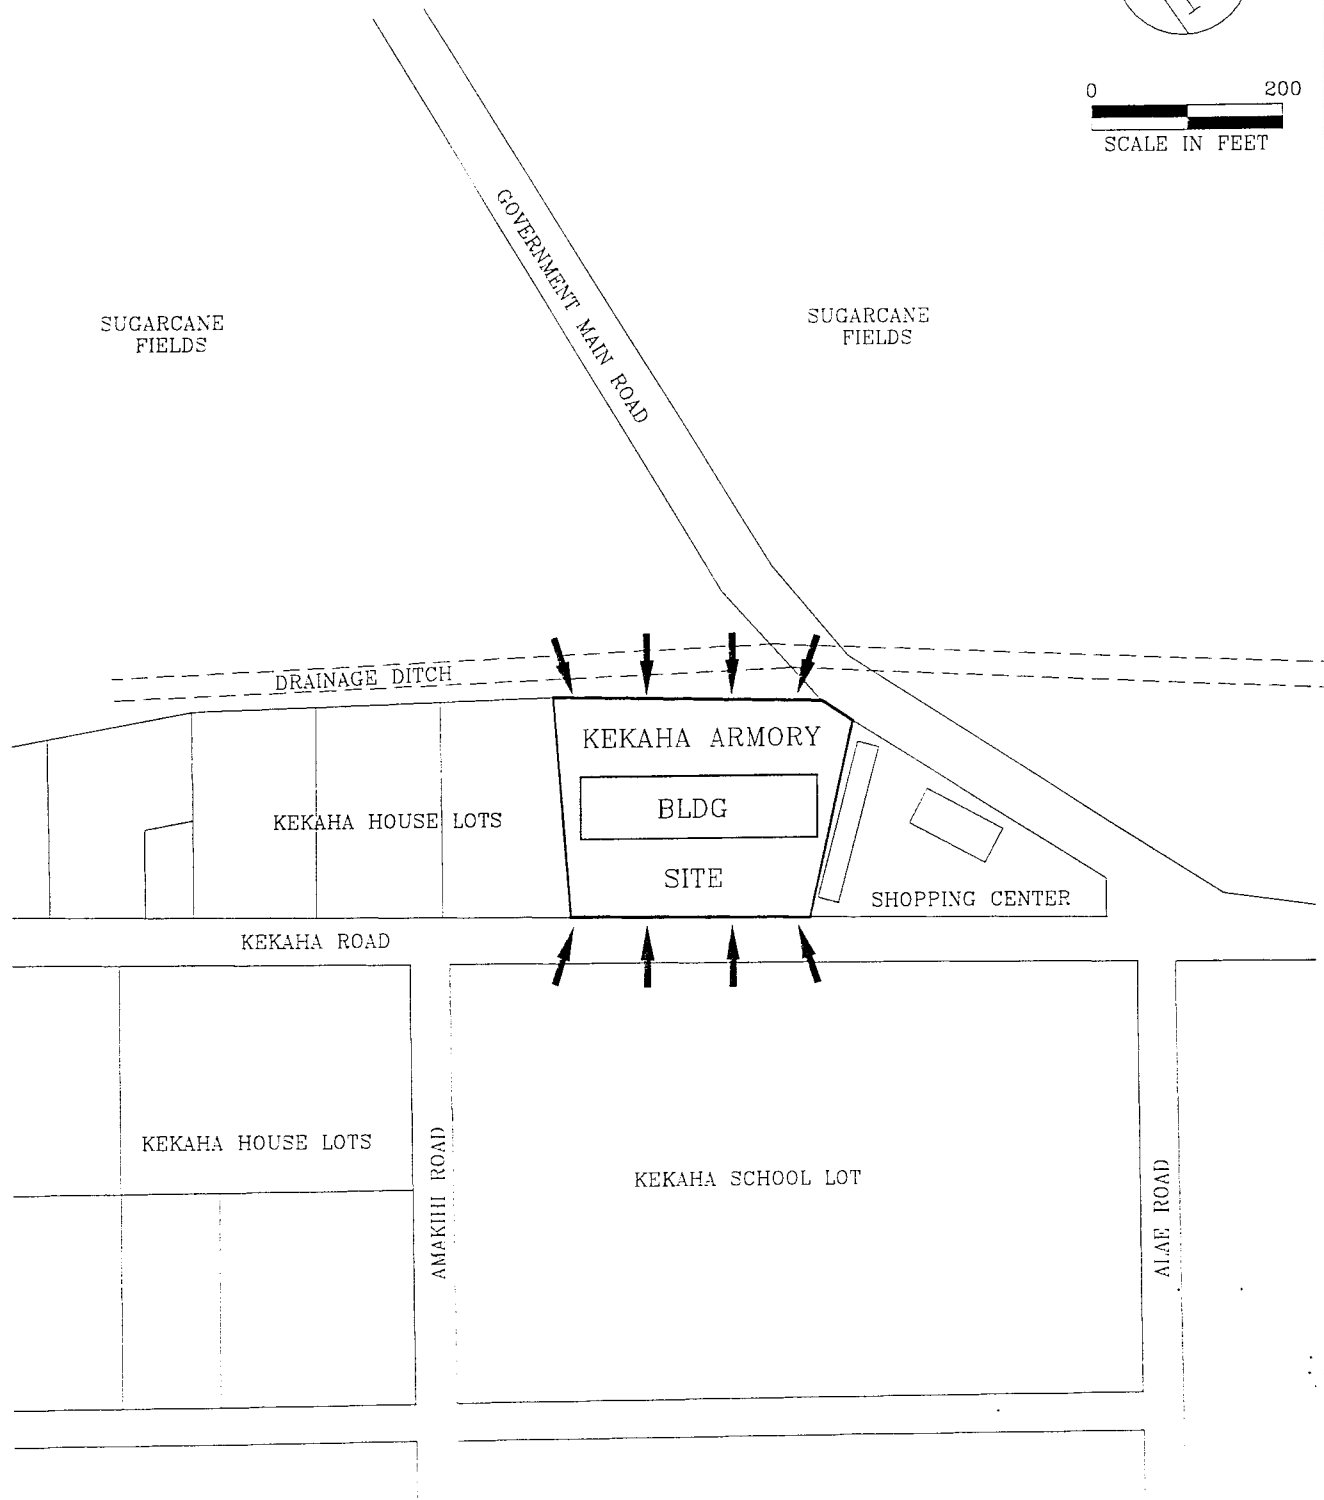 0 200
SCALE IN FEET
GOVERNMENT MAIN ROAD
SUGARCANE
FIELDS
SUGARCANE
FIELDS
DRAINAGE DITCH
KEKAHA ARMORY
BLDG
SITE
KEKAHA HOUSE LOTS
SHOPPING CENTER
KEKAHA ROAD
KEKAHA HOUSE LOTS
AMAKIHI ROAD
KEKAHA SCHOOL LOT
ALAE ROAD